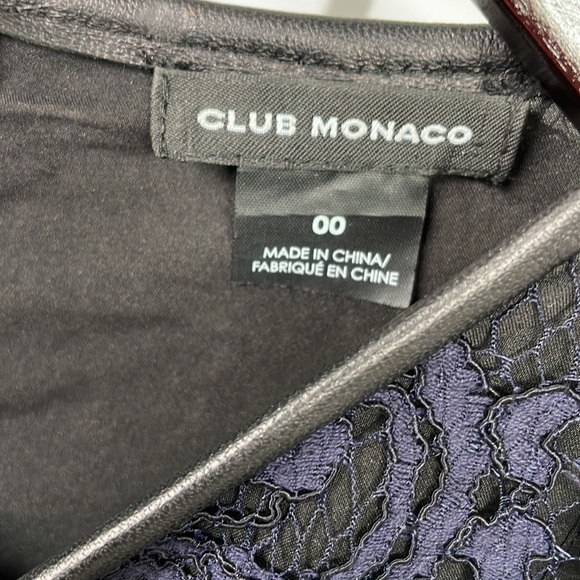 CLUB MONACO
00
MADE IN CHINA/
FABRIQUÉ EN CHINE